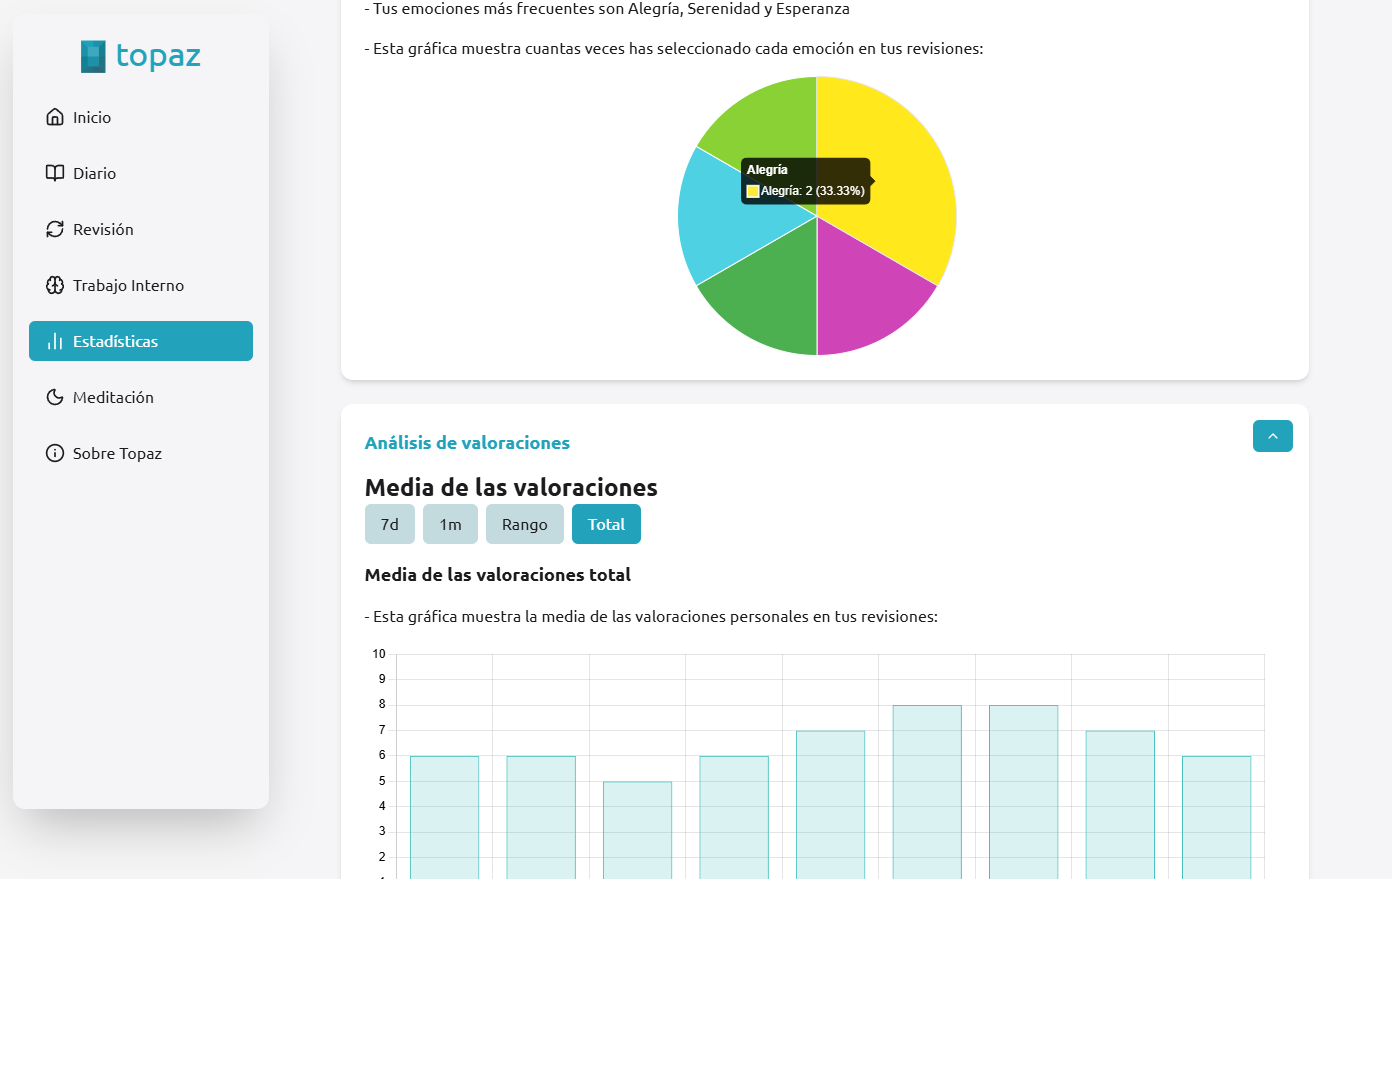 topaz
Inicio
Diario
Revisión
Trabajo Interno
Estadísticas
Meditación
Sobre Topaz
- Tus emociones más frecuentes son Alegría, Serenidad y Esperanza
- Esta gráfica muestra cuantas veces has seleccionado cada emoción en tus revisiones:
Alegría
Alegría: 2 (33.33%)
Análisis de valoraciones
Media de las valoraciones
7d 1m Rango Total
Media de las valoraciones total
- Esta gráfica muestra la media de las valoraciones personales en tus revisiones:
10
9
8
7
6
5
4
3
2